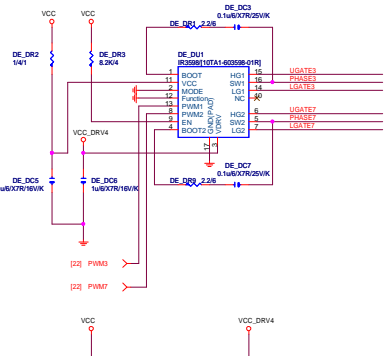 DE_DC3
0.1u/6/X7R/25V/K
VCC
VCC
DE_DR1 2.2/6
DE_DR2
1/4/1
DE_DR3
8.2K/4
DE_DU1
IR3598[10TA1-603598-01R]
1 BOOT HG1 15 UGATE3
11 VCC SW1 16 PHASE3
2 MODE LG1 14 LGATE3
12 Function NC 10
13 PWM1
8 PWM2 HG2 6 UGATE7
9 EN SW2 5 PHASE7
4 BOOT2 LG2 7 LGATE7
GND(PAD)
VDRV
17
3
VCC_DRV4
DE_DC5
1u/6/X7R/16V/K
DE_DC6
1u/6/X7R/16V/K
DE_DR9 2.2/6
DE_DC7
0.1u/6/X7R/25V/K
[22] PWM3
[22] PWM7
VCC
VCC_DRV4